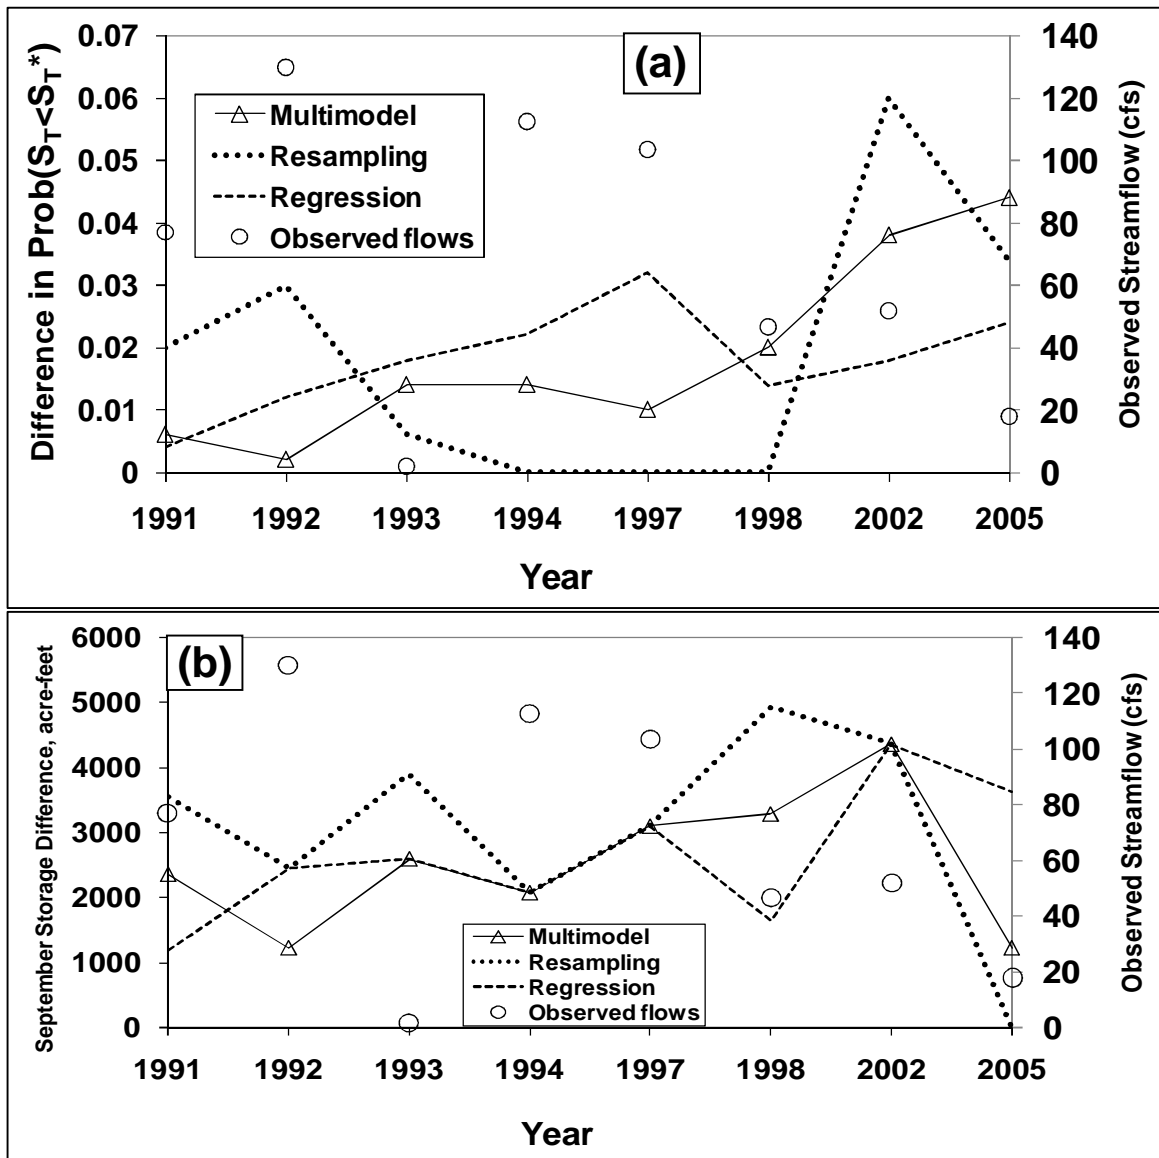 (a)
Difference in Prob(S_T<S_T*)
0.07
0.06
0.05
0.04
0.03
0.02
0.01
0
Multimodel
Resampling
Regression
Observed flows
140
120
100
80
60
40
20
0
Observed Streamflow (cfs)
1991 1992 1993 1994 1997 1998 2002 2005
Year
(b)
September Storage Difference, acre-feet
6000
5000
4000
3000
2000
1000
0
Multimodel
Resampling
Regression
Observed flows
140
120
100
80
60
40
20
0
Observed Streamflow (cfs)
1991 1992 1993 1994 1997 1998 2002 2005
Year